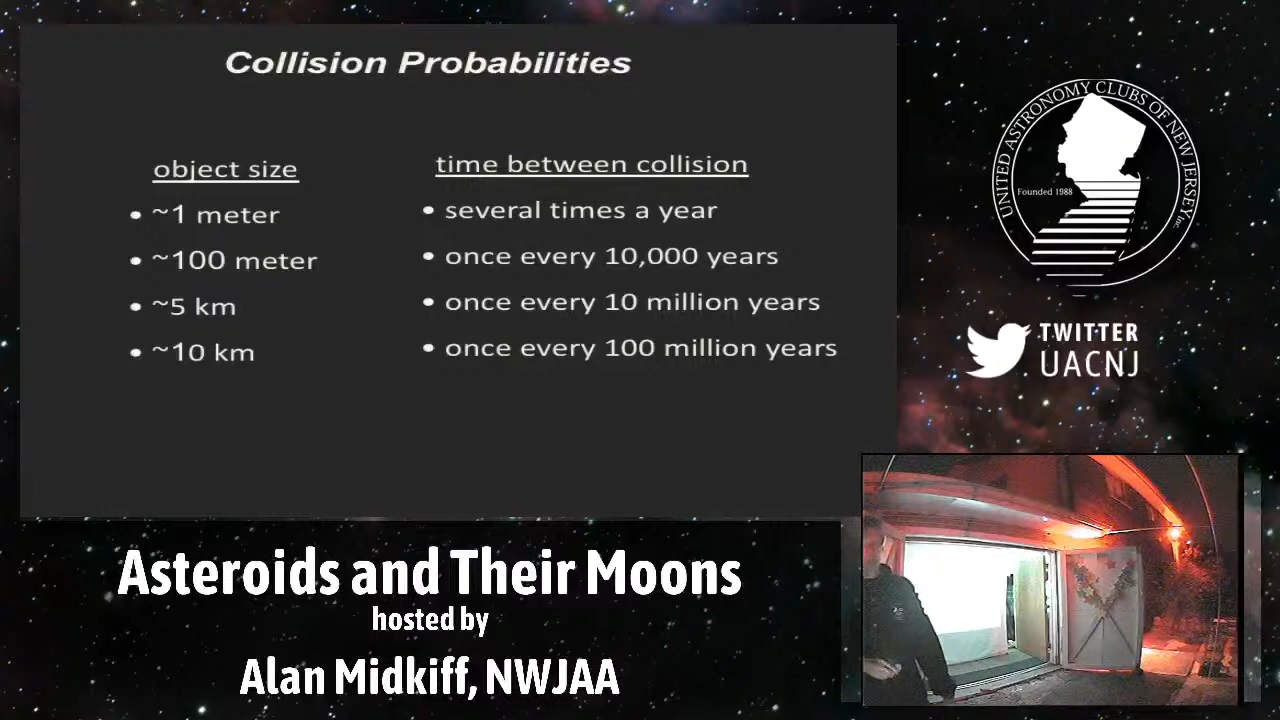 Collision Probabilities
object size
time between collision
• ~1 meter
• several times a year
• ~100 meter
• once every 10,000 years
• ~5 km
• once every 10 million years
• ~10 km
• once every 100 million years
UNITED ASTRONOMY CLUBS OF NEW JERSEY Inc.
Founded 1988
TWITTER
UACNJ
Asteroids and Their Moons
hosted by
Alan Midkiff, NWJAA